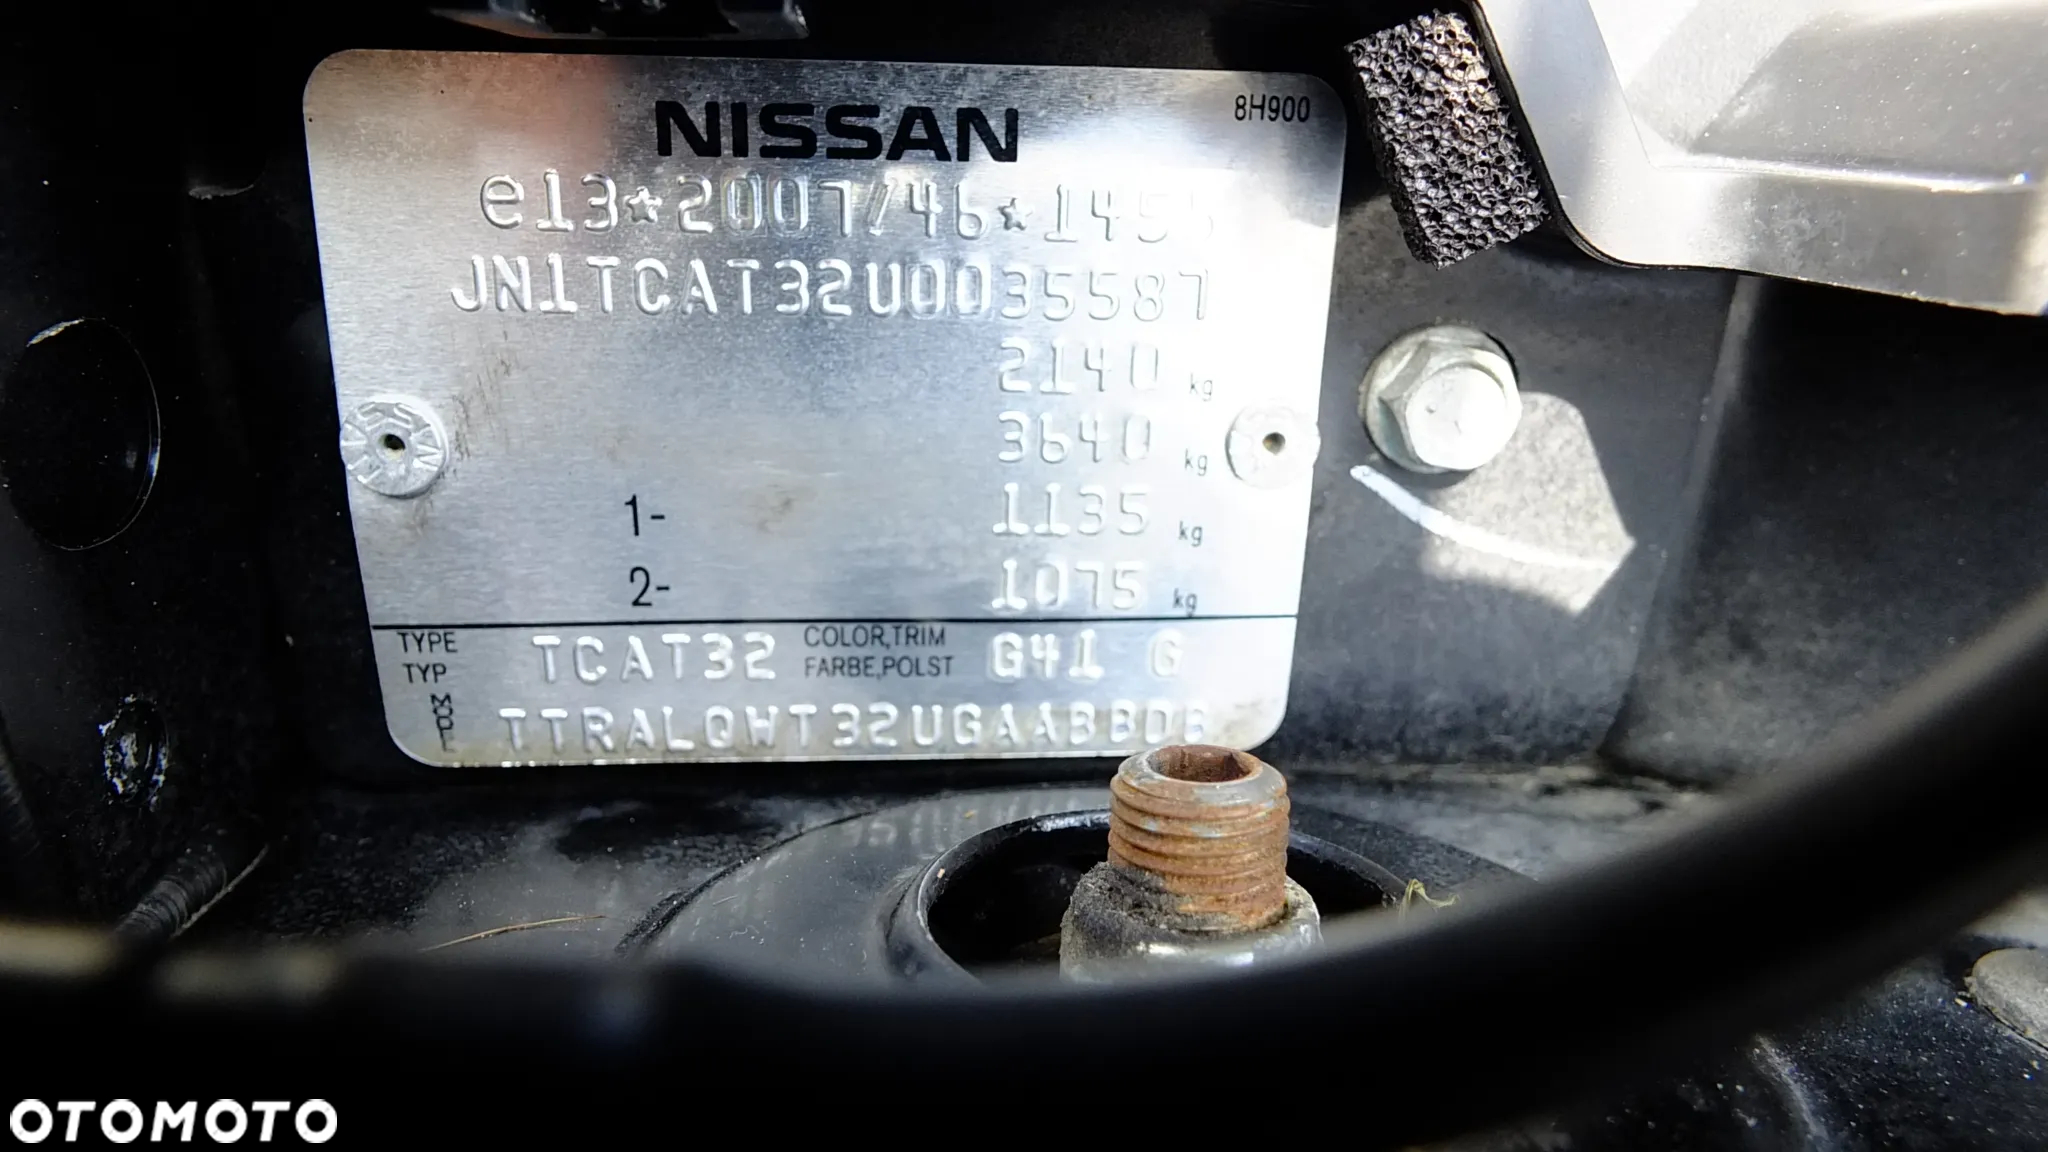 NISSAN 8H900
e13*2007/46*1455
JN1TCAT32U0035587
2140 kg
3640 kg
1- 1135 kg
2- 1075 kg
TYPE TCAT32 COLOR,TRIM G41 G
TYP FARBE,POLST
MODEL TTRALQWT32UGAABBDB
OTOMOTO